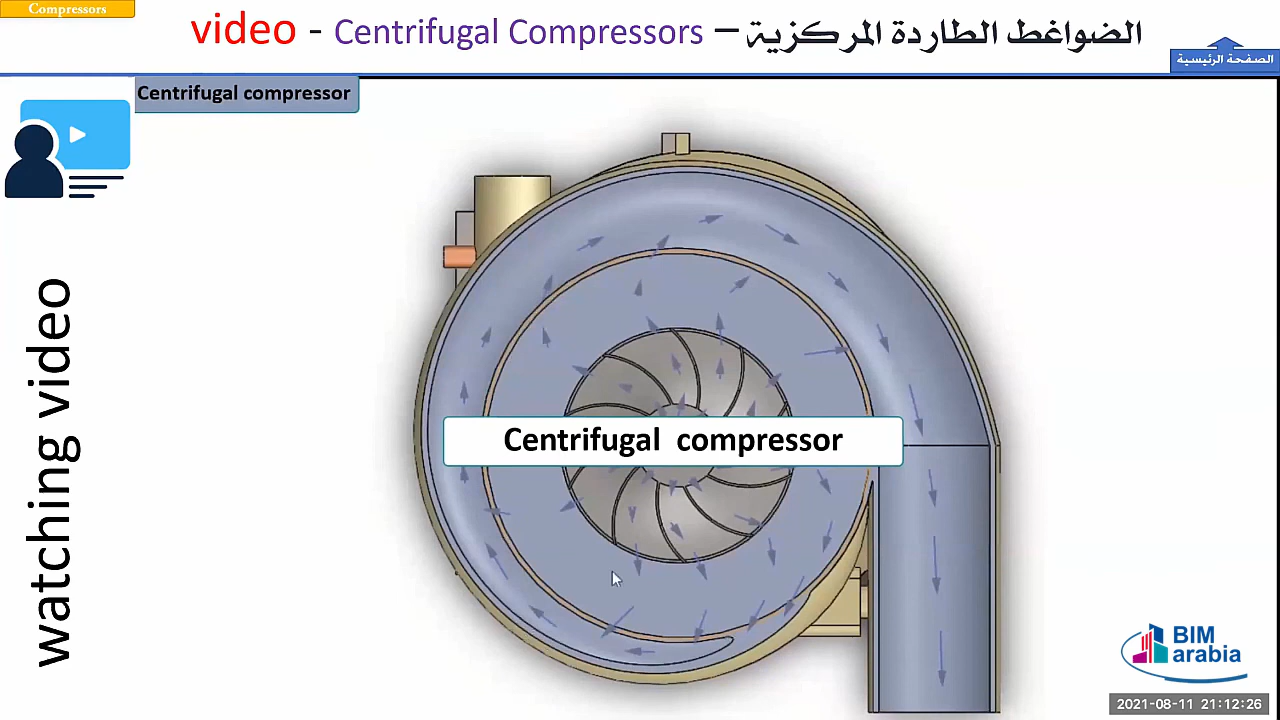 Compressors
video - Centrifugal Compressors – الضواغط الطاردة المركزية
الصفحة الرئيسية
Centrifugal compressor
watching video
Centrifugal compressor
BIM
arabia
2021-08-11 21:12:26